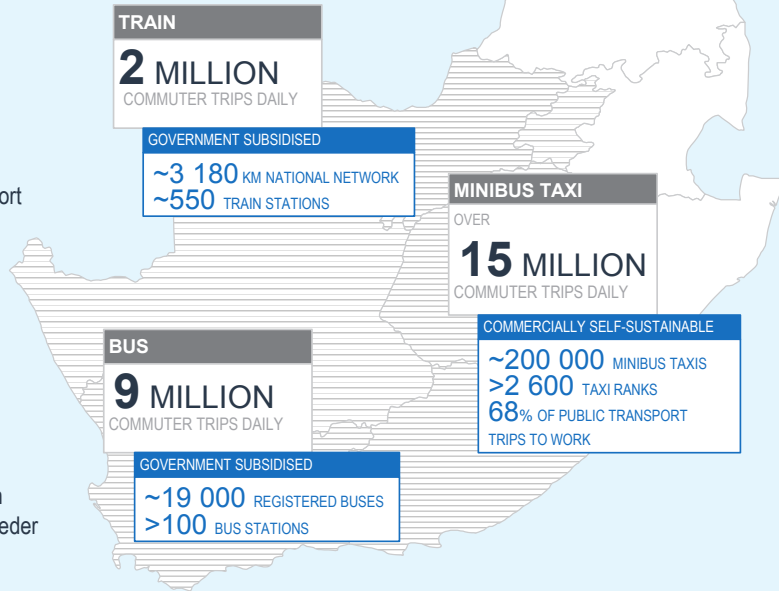 TRAIN
2 MILLION
COMMUTER TRIPS DAILY
GOVERNMENT SUBSIDISED
~3 180 KM NATIONAL NETWORK
~550 TRAIN STATIONS
ort
MINIBUS TAXI
OVER
15 MILLION
COMMUTER TRIPS DAILY
COMMERCIALLY SELF-SUSTAINABLE
~200 000 MINIBUS TAXIS
>2 600 TAXI RANKS
68% OF PUBLIC TRANSPORT
TRIPS TO WORK
BUS
9 MILLION
COMMUTER TRIPS DAILY
GOVERNMENT SUBSIDISED
~19 000 REGISTERED BUSES
>100 BUS STATIONS
eder